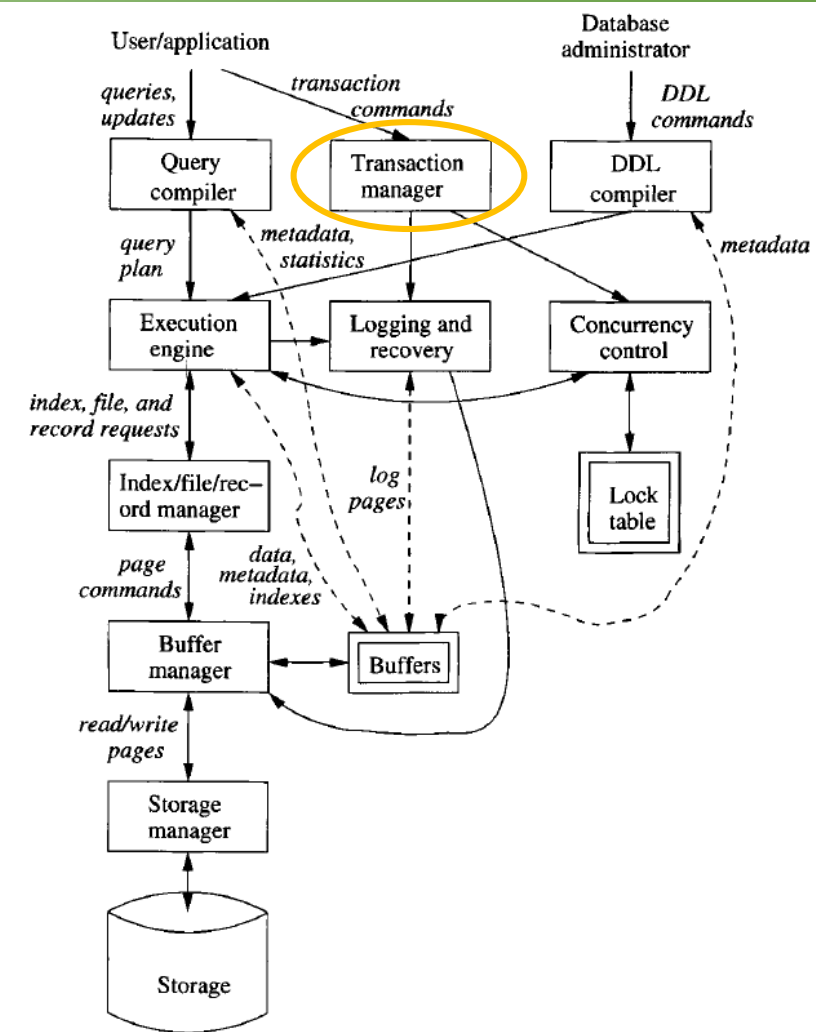 User/application
Database
administrator
queries,
updates
transaction
commands
DDL
commands
Query
compiler
Transaction
manager
DDL
compiler
query
plan
metadata,
statistics
metadata
Execution
engine
Logging and
recovery
Concurrency
control
index, file, and
record requests
Index/file/rec–
ord manager
log
pages
Lock
table
page
commands
data,
metadata,
indexes
Buffer
manager
Buffers
read/write
pages
Storage
manager
Storage